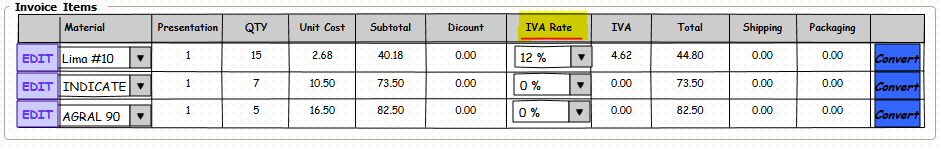 Invoice Items
Material Presentation QTY Unit Cost Subtotal Dicount IVA Rate IVA Total Shipping Packaging
EDIT Lima #10 1 15 2.68 40.18 0.00 12 % 4.62 44.80 0.00 0.00 Convert
EDIT INDICATE 1 7 10.50 73.50 0.00 0 % 0.00 73.50 0.00 0.00 Convert
EDIT AGRAL 90 1 5 16.50 82.50 0.00 0 % 0.00 82.50 0.00 0.00 Convert